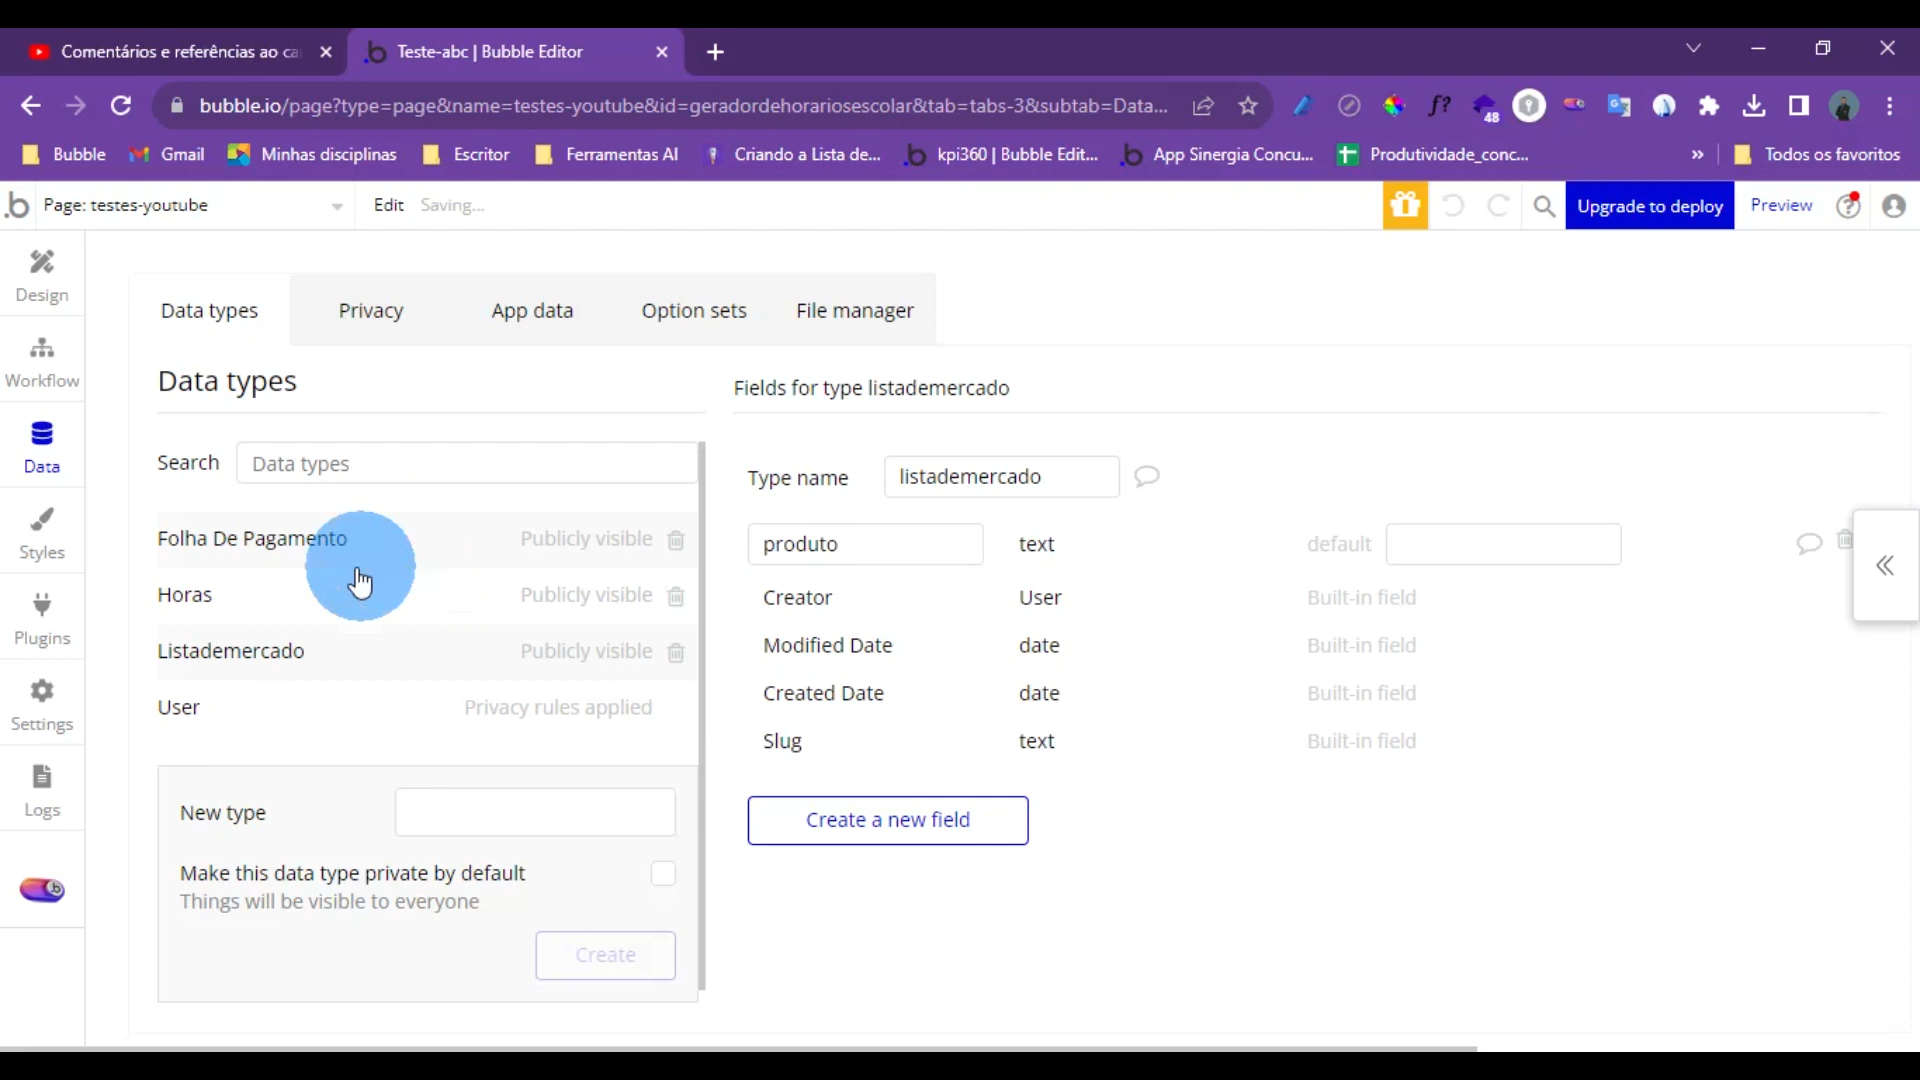 Comentários e referências ao ca
Teste-abc | Bubble Editor
bubble.io/page?type=page&name=testes-youtube&id=geradordehorariosescolar&tab=tabs-3&subtab=Data...
f?
48
Bubble
Gmail
Minhas disciplinas
Escritor
Ferramentas AI
Criando a Lista de...
kpi360 | Bubble Edit...
App Sinergia Concu...
Produtividade_conc...
»
Todos os favoritos
.b
Page: testes-youtube
Edit
Saving...
Upgrade to deploy
Preview
Design
Workflow
Data
Styles
Plugins
Settings
Logs
Data types
Privacy
App data
Option sets
File manager
Data types
Search
Data types
Folha De Pagamento
Publicly visible
Horas
Publicly visible
Listademercado
Publicly visible
User
Privacy rules applied
New type
Make this data type private by default
Things will be visible to everyone
Create
Fields for type listademercado
Type name
listademercado
produto
text
default
Creator
User
Built-in field
Modified Date
date
Built-in field
Created Date
date
Built-in field
Slug
text
Built-in field
Create a new field